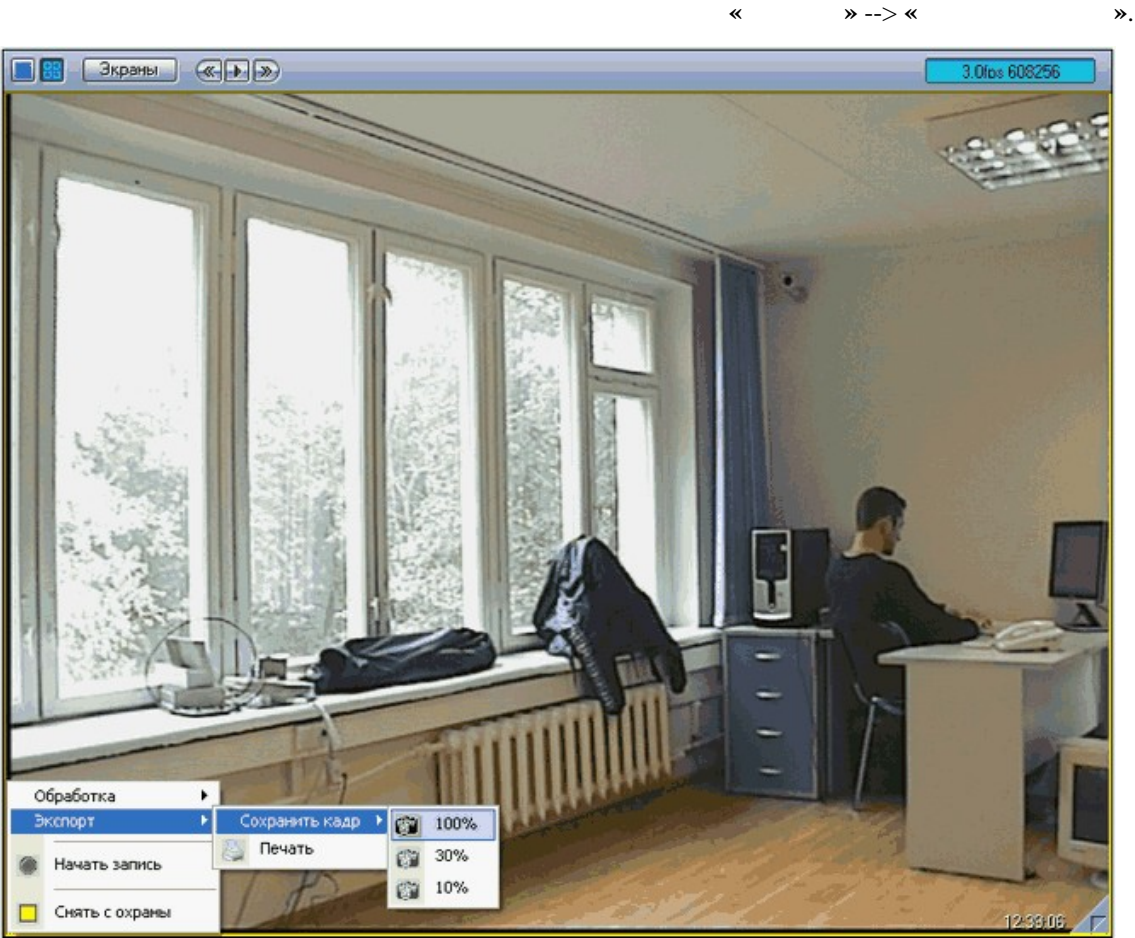 « » --> « ».
Экраны
3.0fps 608256
Обработка
Экспорт
Сохранить кадр
100%
Печать
30%
Начать запись
10%
Снять с охраны
12:39:06